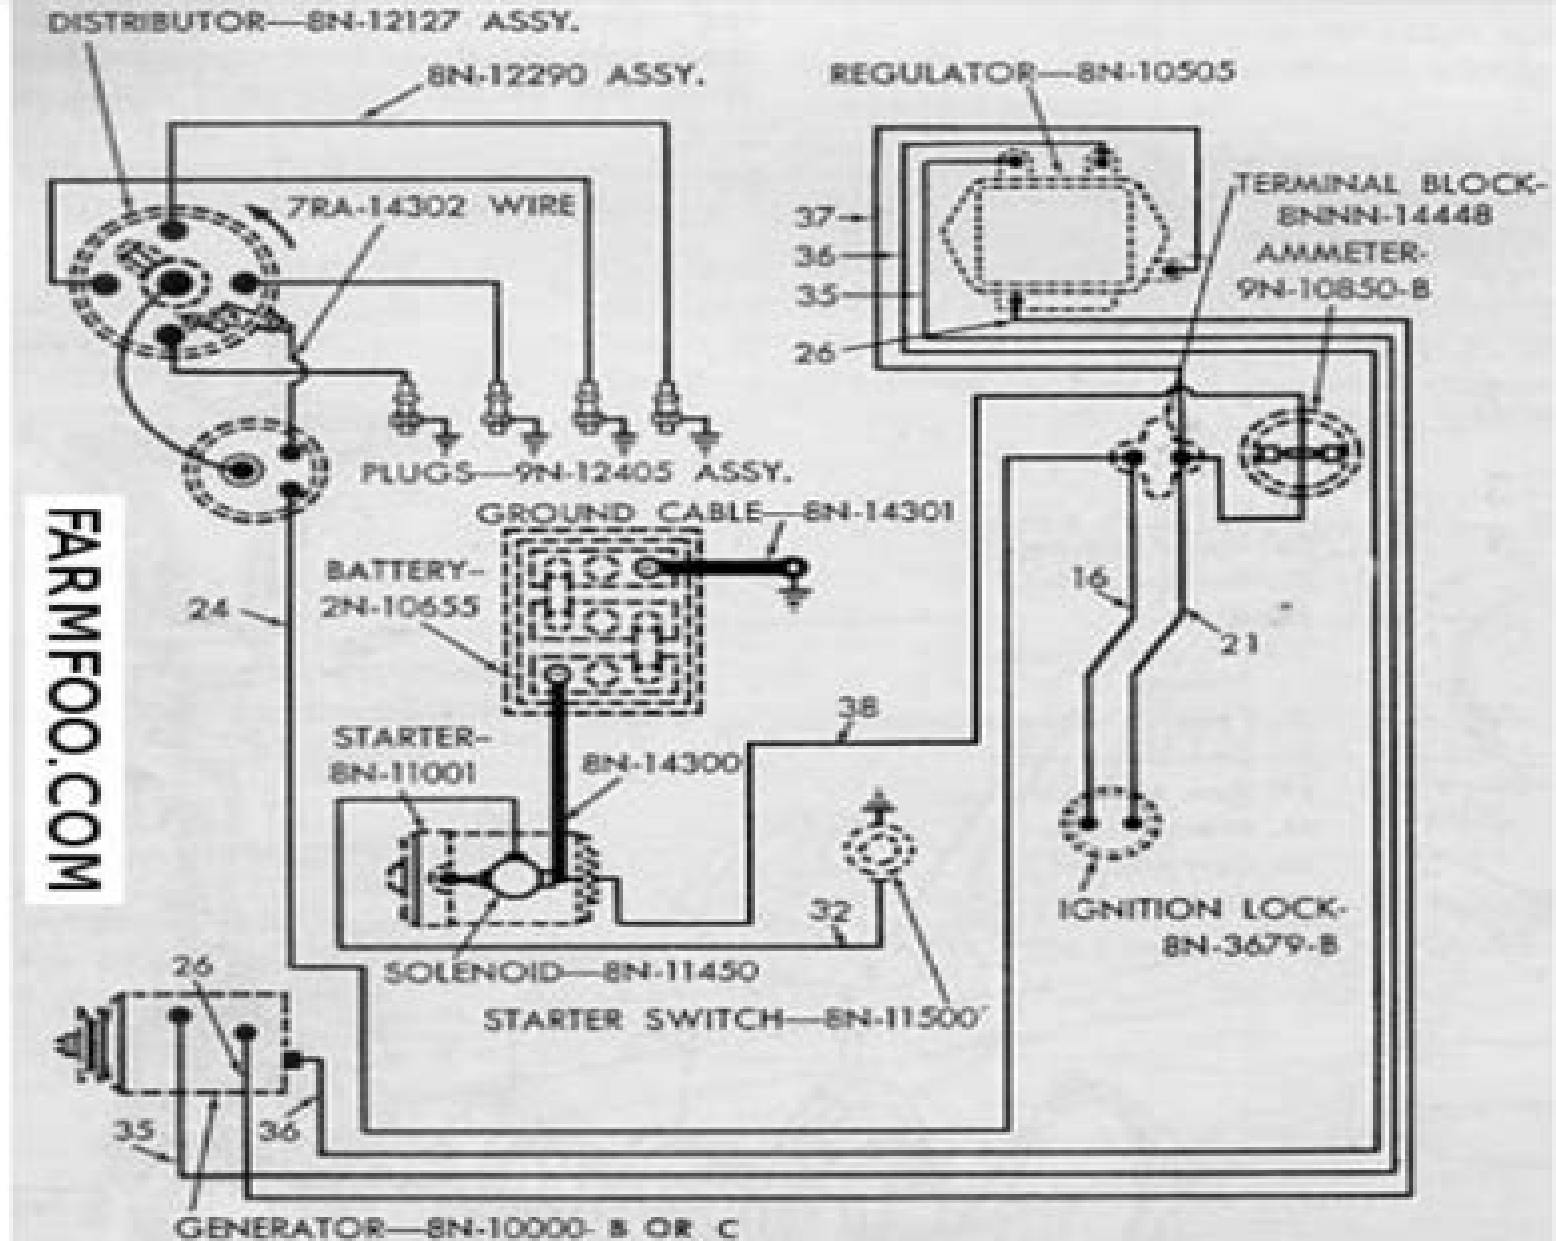 DISTRIBUTOR—8N-12127 ASSY.
8N-12290 ASSY.
REGULATOR—8N-10505
7RA-14302 WIRE
TERMINAL BLOCK-
8NNN-14448
37
36
35
26
AMMETER-
9N-10850-B
PLUGS—9N-12405 ASSY.
GROUND CABLE—8N-14301
BATTERY-
2N-10655
24
16
21
38
STARTER-
8N-11001
8N-14300
32
IGNITION LOCK-
8N-3679-B
SOLENOID—8N-11450
STARTER SWITCH—8N-11500
26
35
36
GENERATOR—8N-10000- B OR C
FARMFOO.COM